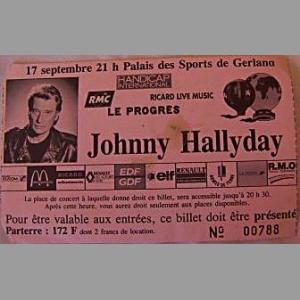 17 septembre 21 h Palais des Sports de Gerland
HANDICAP
INTERNATIONAL
RMC
RICARD LIVE MUSIC
LE PROGRES
Johnny Hallyday
RICARD
EDF
GDF
elf
RENAULT
R.M.O
La place de concert à laquelle donne droit ce billet, sera accessible jusqu'à 20 h 30.
Après cette heure, vous aurez droit seulement aux places disponibles.
Pour être valable aux entrées, ce billet doit être présenté
Parterre : 172 F dont 2 francs de location.
Nº 00788